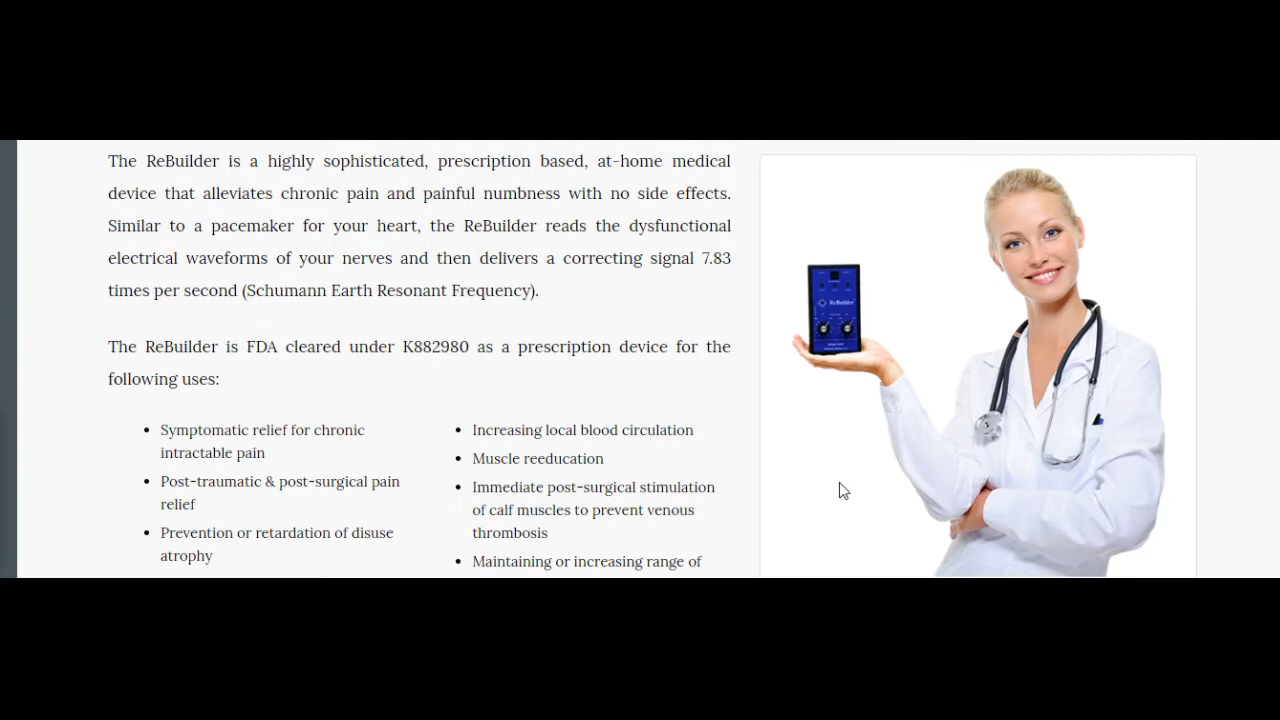 The ReBuilder is a highly sophisticated, prescription based, at-home medical
device that alleviates chronic pain and painful numbness with no side effects.
Similar to a pacemaker for your heart, the ReBuilder reads the dysfunctional
electrical waveforms of your nerves and then delivers a correcting signal 7.83
times per second (Schumann Earth Resonant Frequency).
The ReBuilder is FDA cleared under K882980 as a prescription device for the
following uses:
• Symptomatic relief for chronic
intractable pain
• Post-traumatic & post-surgical pain
relief
• Prevention or retardation of disuse
atrophy
• Increasing local blood circulation
• Muscle reeducation
• Immediate post-surgical stimulation
of calf muscles to prevent venous
thrombosis
• Maintaining or increasing range of
ReBuilder